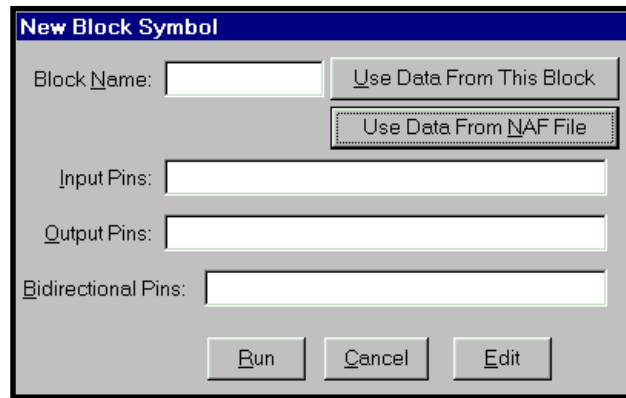 New Block Symbol
Block Name:
Use Data From This Block
Use Data From NAF File
Input Pins:
Output Pins:
Bidirectional Pins:
Run Cancel Edit